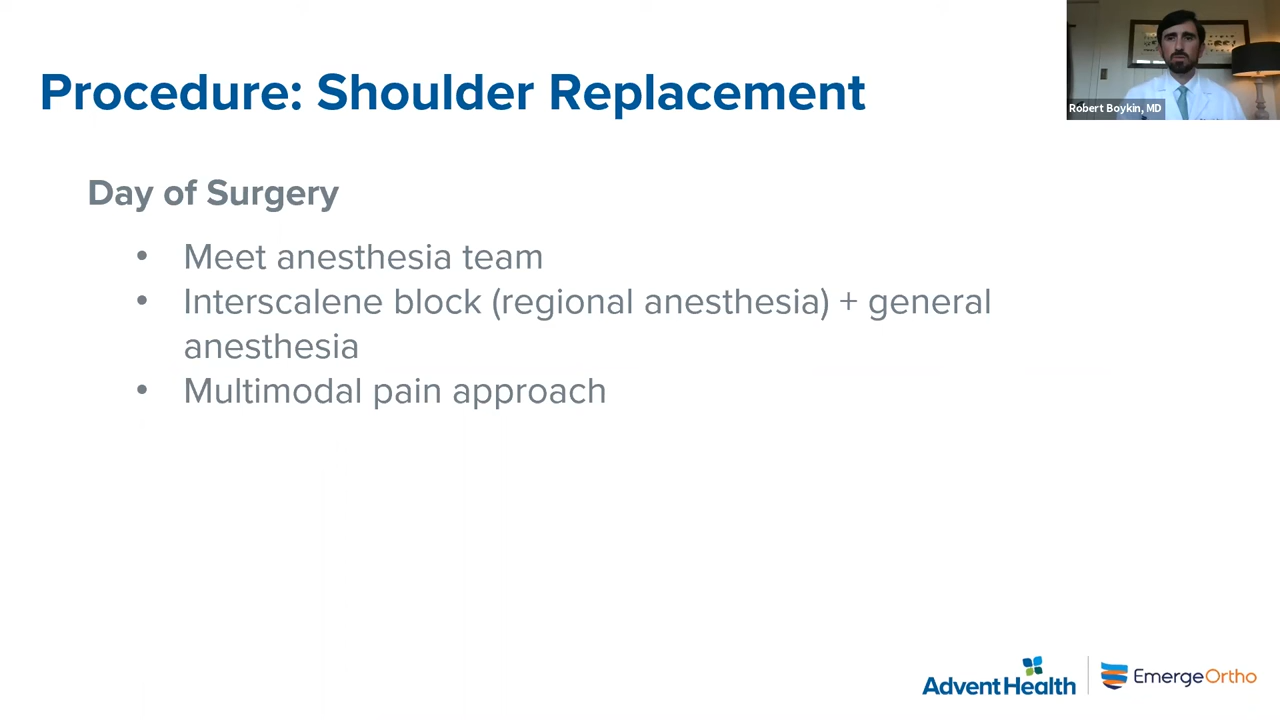 Procedure: Shoulder Replacement
Robert Boykin, MD
Day of Surgery
• Meet anesthesia team
• Interscalene block (regional anesthesia) + general
anesthesia
• Multimodal pain approach
AdventHealth
EmergeOrtho